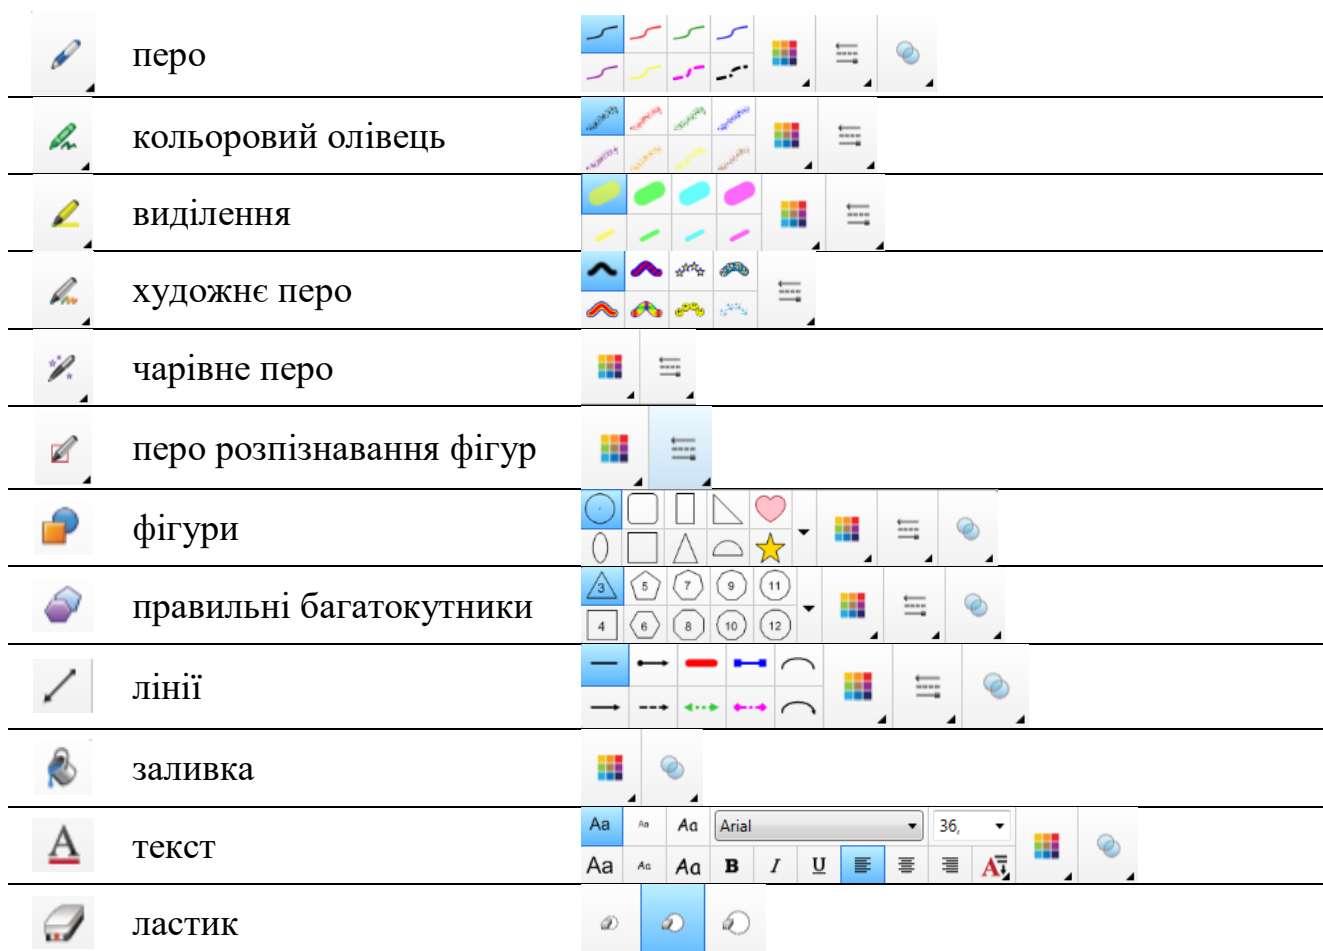 перо
кольоровий олівець
виділення
художнє перо
чарівне перо
перо розпізнавання фігур
фігури
правильні багатокутники
3 5 7 9 11
4 6 8 10 12
лінії
заливка
Aa Aa Aa Arial 36,
текст
Aa Aa Aa B I U A
ластик